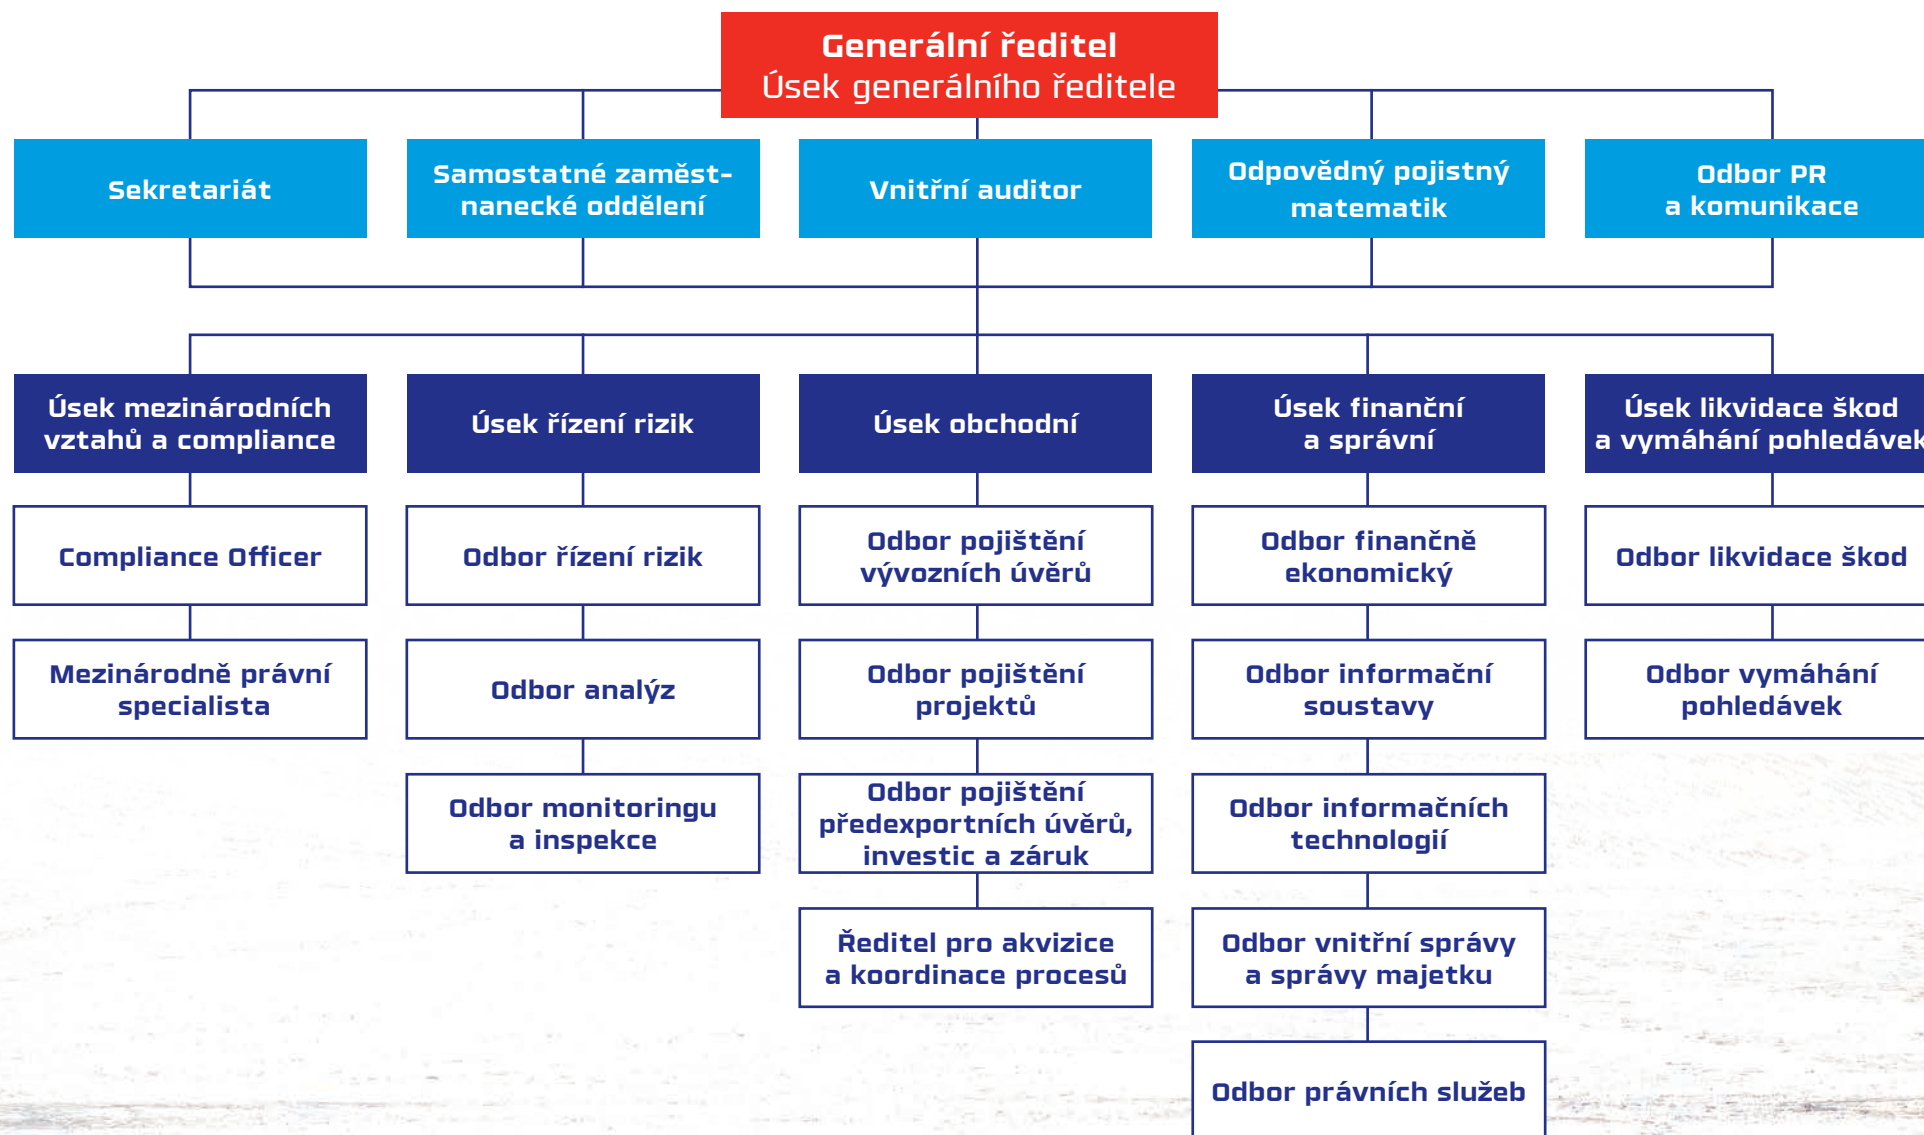 Generální ředitel
Úsek generálního ředitele
Sekretariát
Samostatné zaměst-
nanecké oddělení
Vnitřní auditor
Odpovědný pojistný
matematik
Odbor PR
a komunikace
Úsek mezinárodních
vztahů a compliance
Úsek řízení rizik
Úsek obchodní
Úsek finanční
a správní
Úsek likvidace škod
a vymáhání pohledávek
Compliance Officer
Odbor řízení rizik
Odbor pojištění
vývozních úvěrů
Odbor finančně
ekonomický
Odbor likvidace škod
Mezinárodně právní
specialista
Odbor analýz
Odbor pojištění
projektů
Odbor informační
soustavy
Odbor vymáhání
pohledávek
Odbor monitoringu
a inspekce
Odbor pojištění
předexportních úvěrů,
investic a záruk
Odbor informačních
technologií
Ředitel pro akvizice
a koordinace procesů
Odbor vnitřní správy
a správy majetku
Odbor právních služeb